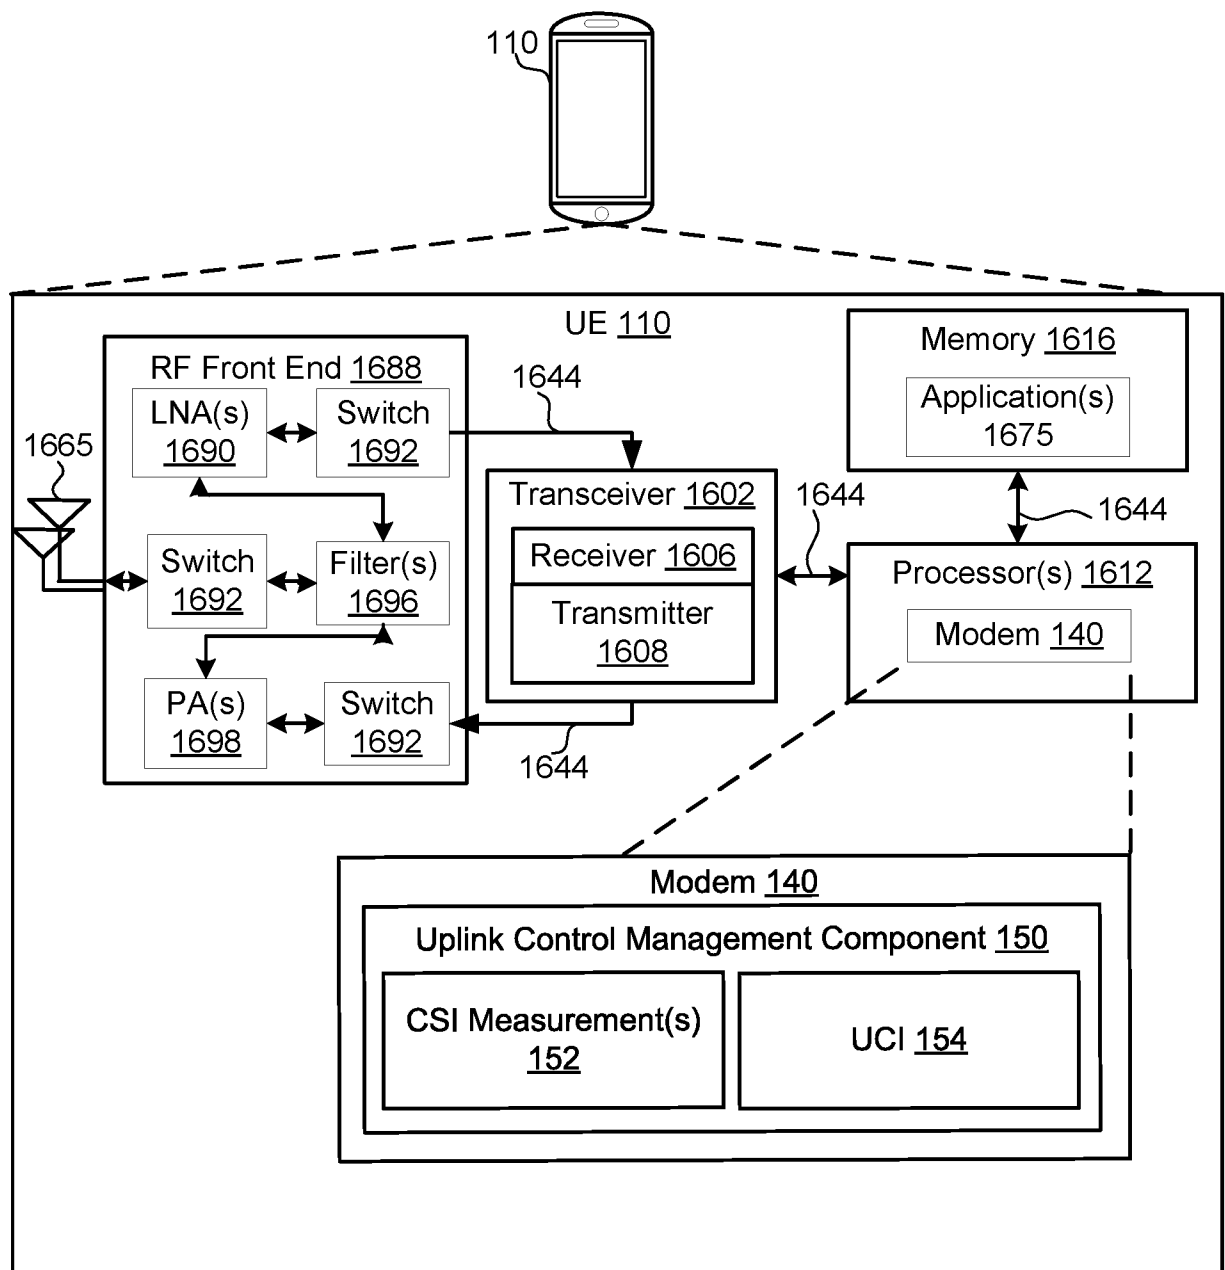 110
UE 110
RF Front End 1688
LNA(s)
1690
Switch
1692
1644
Memory 1616
Application(s)
1675
1665
Transceiver 1602
Receiver 1606
Transmitter
1608
1644
1644
Switch
1692
Filter(s)
1696
Processor(s) 1612
Modem 140
PA(s)
1698
Switch
1692
1644
Modem 140
Uplink Control Management Component 150
CSI Measurement(s)
152
UCI 154